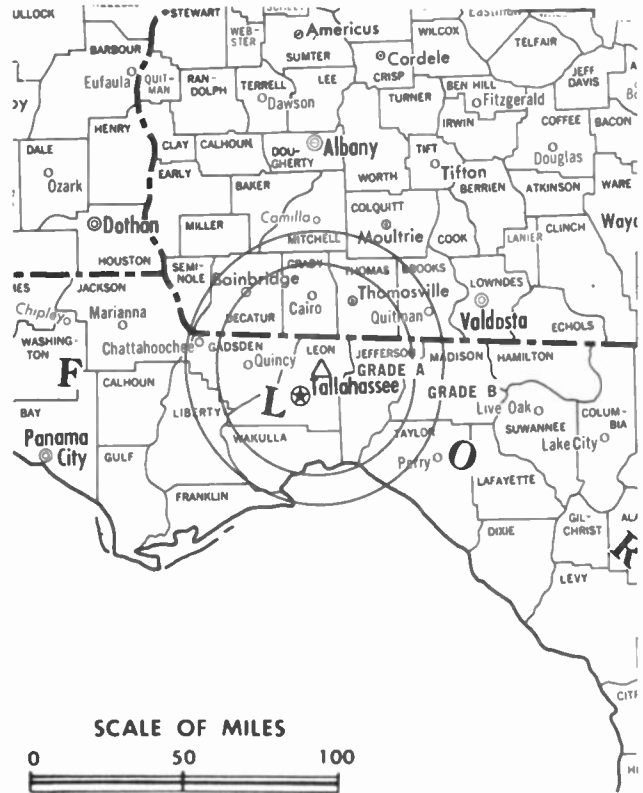 ULLOCK
STEWART
WEB-
STER
Americus
SUMTER
WILCOX
TELFAIR
BARBOUR
Eufaula
QUIT-
MAN
RAN-
DOLPH
TERRELL
Dawson
LEE
Cordele
CRISP
TURNER
BEN HILL
Fitzgerald
JEFF
DAVIS
HENRY
IRWIN
COFFEE
BACON
DALE
Ozark
CLAY
CALHOUN
DOU-
GHERTY
Albany
TIFT
Tifton
Douglas
EARLY
WORTH
BERRIEN
ATKINSON
WARE
BAKER
Dothan
MILLER
Camilla
MITCHELL
COLQUITT
Moultrie
COOK
LANIER
CLINCH
HOUSTON
SEMI-
NOLE
GRADY
THOMAS
BROOKS
LOWNDES
JACKSON
Bainbridge
DECATUR
Cairo
Thomasville
Quitman
Valdosta
ECHOLS
Chipley
Marianna
WASHING-
TON
Chattahoochee
GADSDEN
Quincy
LEON
JEFFERSON
GRADE A
MADISON
HAMILTON
F
L
O
R
CALHOUN
Tallahassee
GRADE B
Live Oak
SUWANNEE
COLUM-
BIA
Lake City
BAY
Panama
City
LIBERTY
WAKULLA
TAYLOR
Perry
GULF
FRANKLIN
LAFAYETTE
DIXIE
GIL-
CHRIST
LEVY
SCALE OF MILES
0 50 100